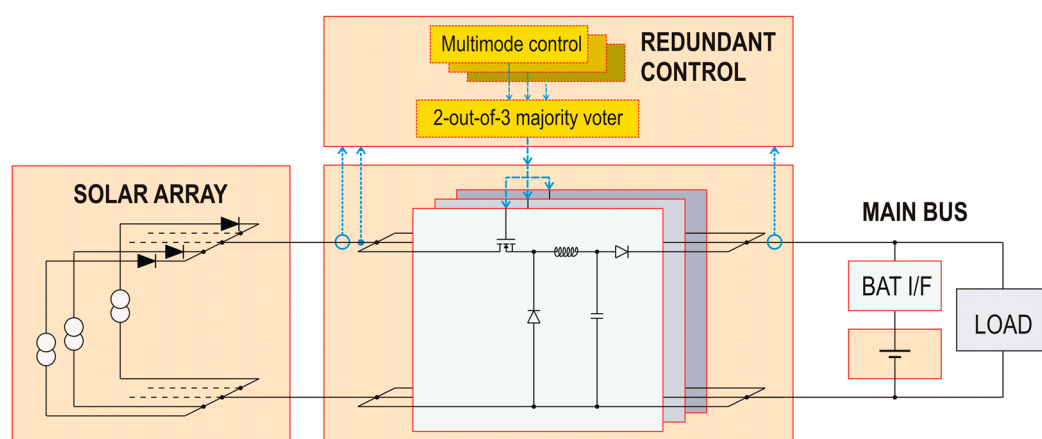 Multimode control
REDUNDANT
CONTROL
2-out-of-3 majority voter
SOLAR ARRAY
MAIN BUS
BAT I/F
LOAD